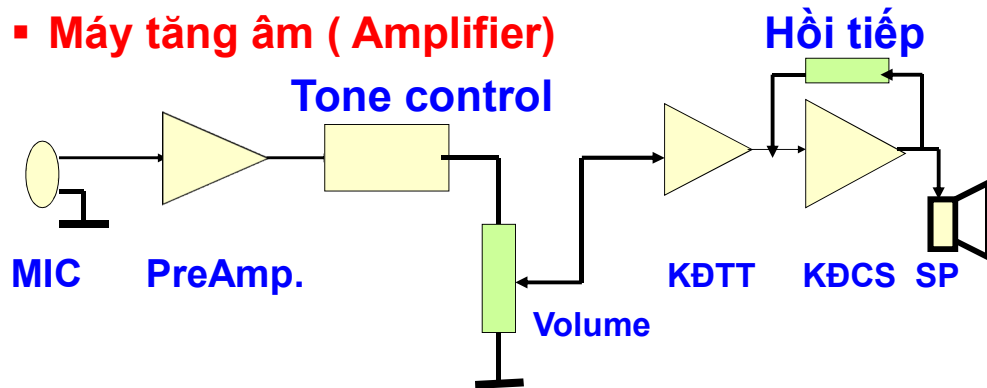 ▪ Máy tăng âm ( Amplifier)
Hồi tiếp
Tone control
MIC
PreAmp.
KĐTT
KĐCS
SP
Volume